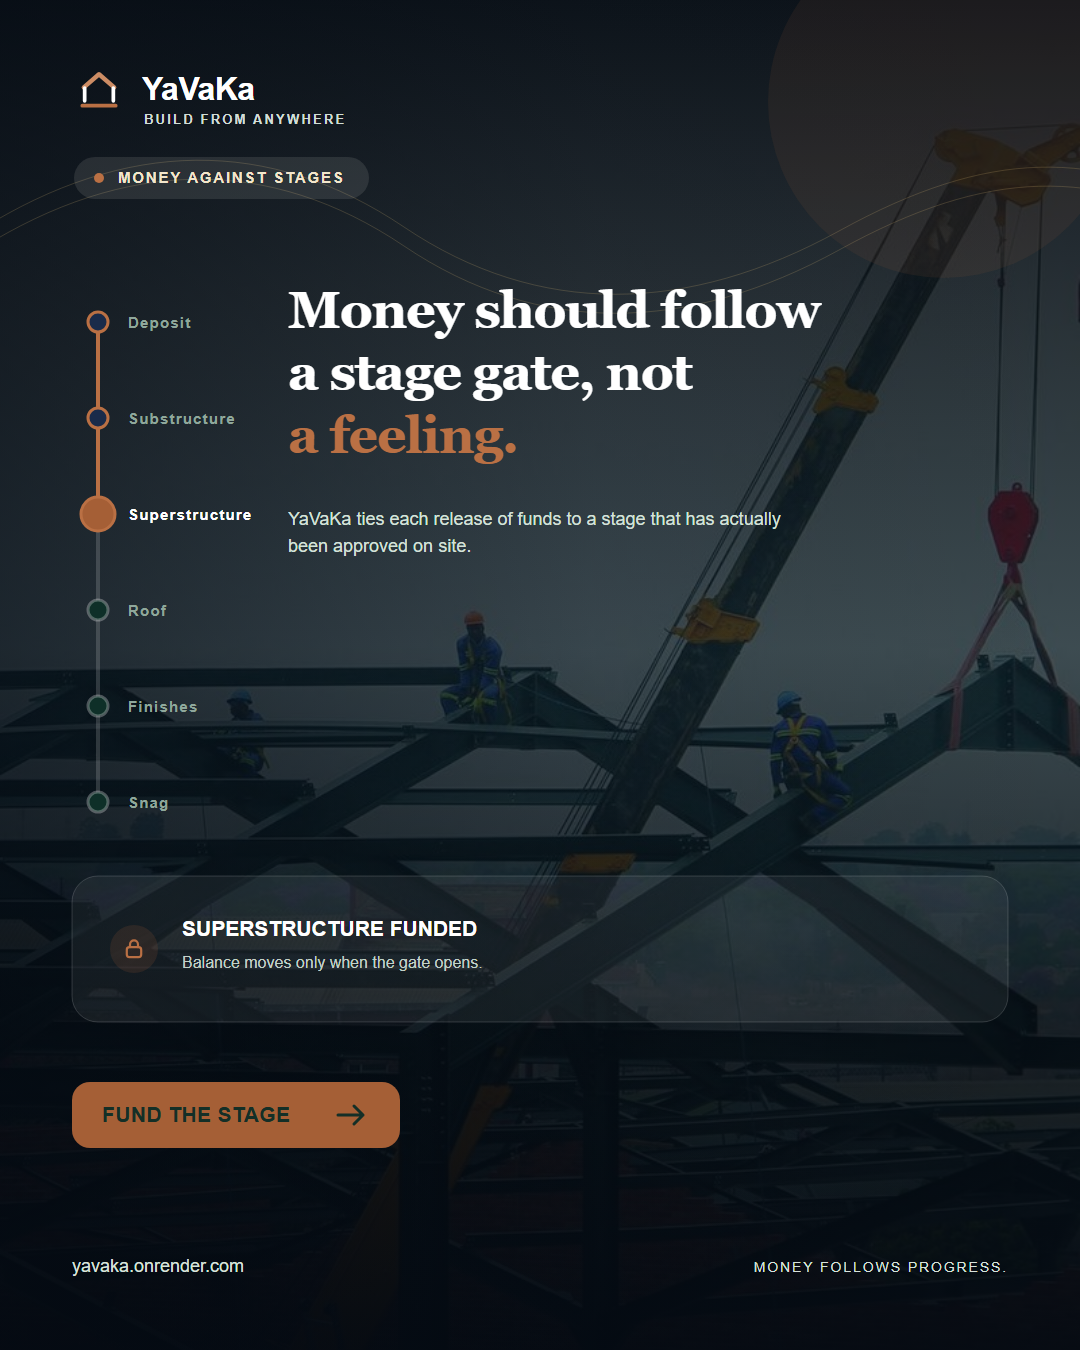 YaVaKa
BUILD FROM ANYWHERE
MONEY AGAINST STAGES
Money should follow
a stage gate, not
a feeling.
Deposit
Substructure
Superstructure
Roof
Finishes
Snag
YaVaKa ties each release of funds to a stage that has actually
been approved on site.
SUPERSTRUCTURE FUNDED
Balance moves only when the gate opens.
FUND THE STAGE
yavaka.onrender.com
MONEY FOLLOWS PROGRESS.